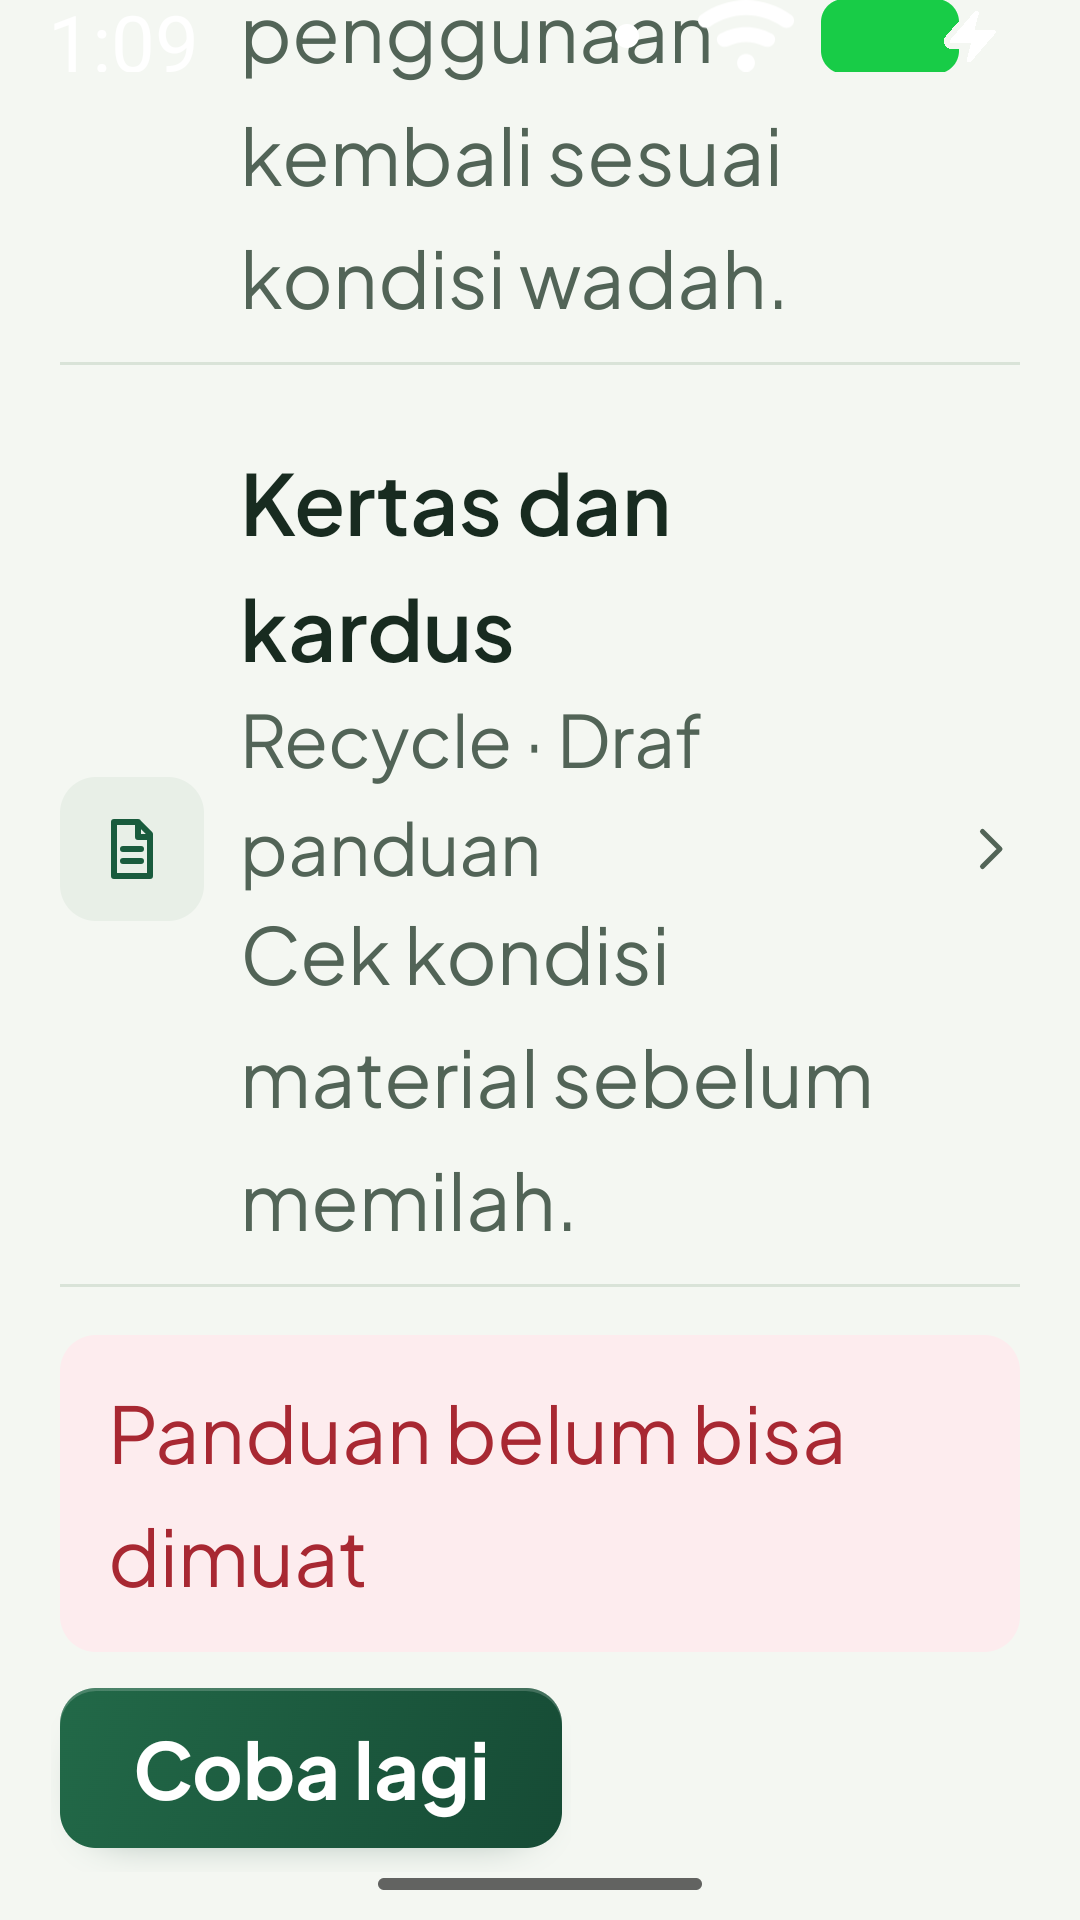 1:09
penggunaan
kembali sesuai
kondisi wadah.
Kertas dan
kardus
Recycle · Draf
panduan
Cek kondisi
material sebelum
memilah.
Panduan belum bisa
dimuat
Coba lagi